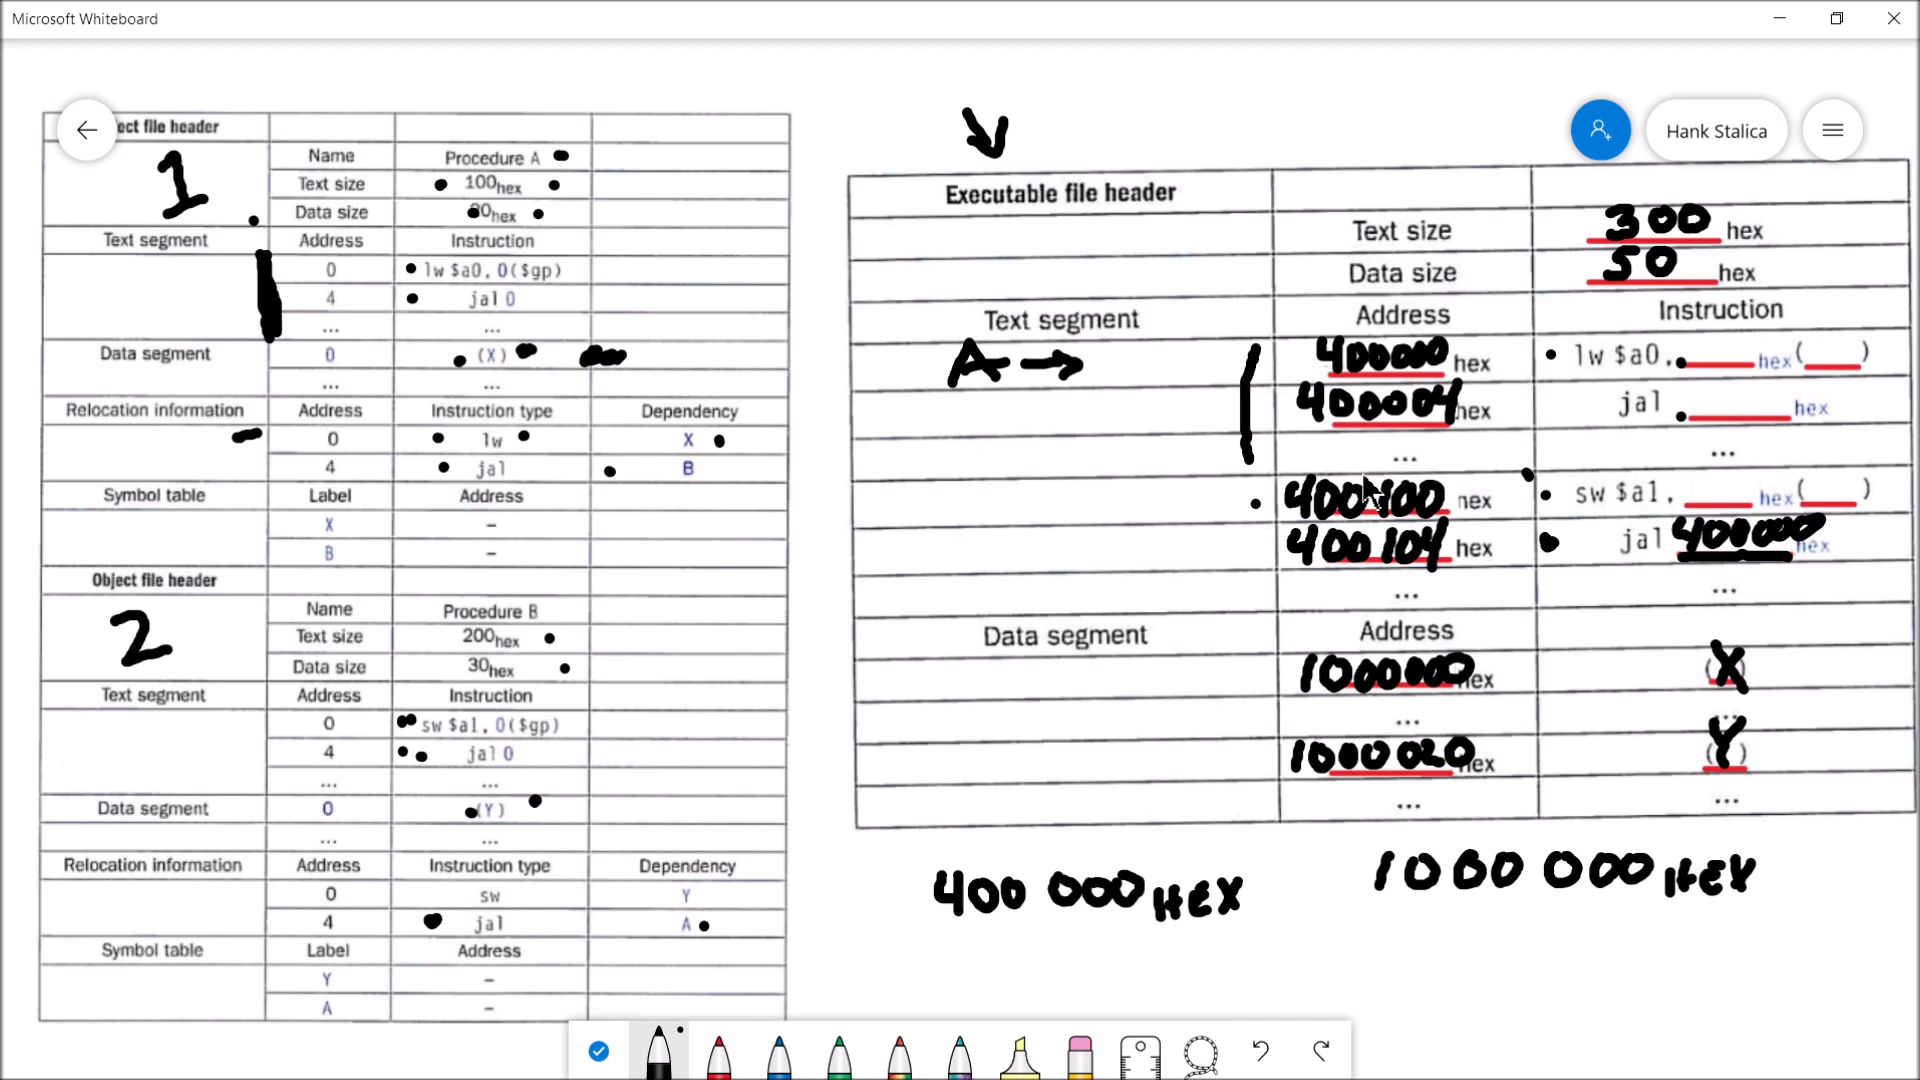 Microsoft Whiteboard
Hank Stalica
ect file header
1
Name Procedure A
Text size 100hex
Data size 0hex
Text segment Address Instruction
0 lw $a0, 0($gp)
4 jal 0
... ...
Data segment 0 (X)
... ...
Relocation information Address Instruction type Dependency
0 lw X
4 jal B
Symbol table Label Address
X –
B –
Object file header
2
Name Procedure B
Text size 200hex
Data size 30hex
Text segment Address Instruction
0 sw $a1, 0($gp)
4 jal 0
... ...
Data segment 0 (Y)
... ...
Relocation information Address Instruction type Dependency
0 sw Y
4 jal A
Symbol table Label Address
Y –
A –
Executable file header
Text size 300 hex
Data size 50 hex
Text segment Address Instruction
A → 400000 hex lw $a0, hex( )
400004 hex jal hex
... ...
400100 hex sw $a1, hex( )
400104 hex jal 400000 hex
... ...
Data segment Address
1000000 hex (X)
... ...
1000020 hex (Y)
... ...
400 000 HEX 1000 000 HEX